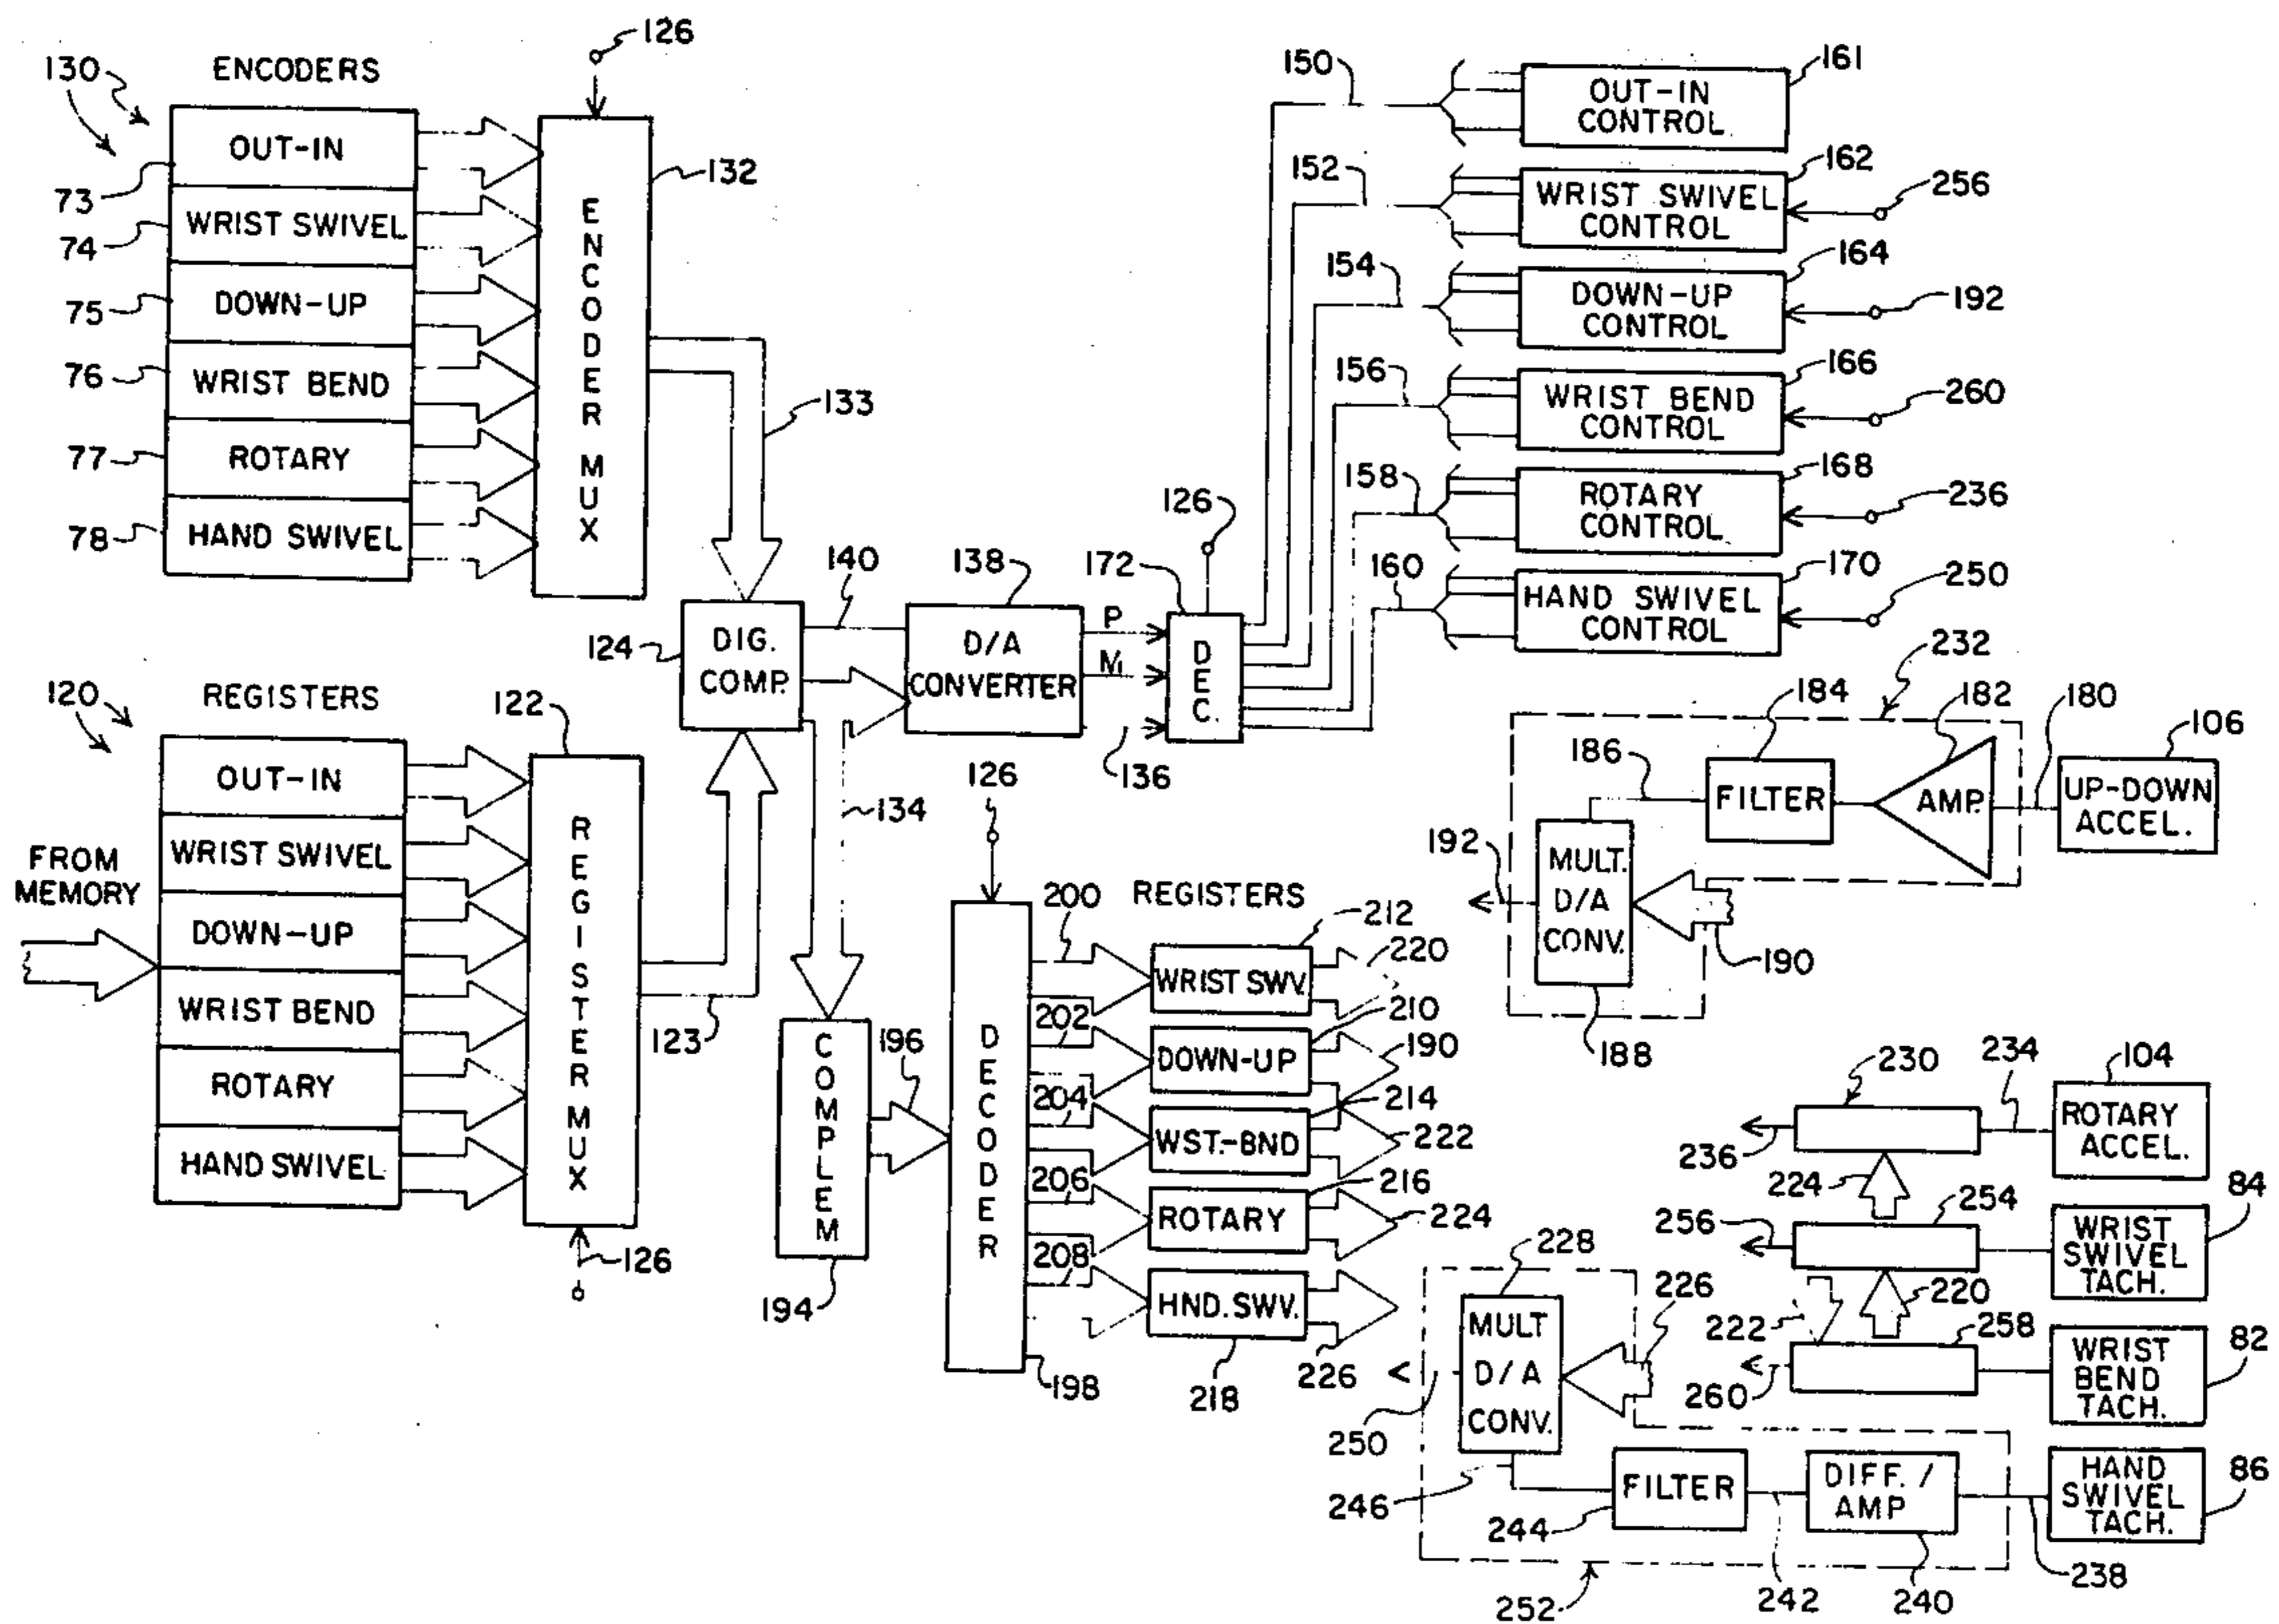 126
130
ENCODERS
OUT-IN
WRIST SWIVEL
DOWN-UP
WRIST BEND
ROTARY
HAND SWIVEL
73
74
75
76
77
78
ENCODER MUX
132
133
150
152
154
156
158
160
OUT-IN
CONTROL
161
WRIST SWIVEL
CONTROL
162
256
DOWN-UP
CONTROL
164
192
WRIST BEND
CONTROL
166
260
ROTARY
CONTROL
168
236
HAND SWIVEL
CONTROL
170
250
124
DIG.
COMP.
140
138
D/A
CONVERTER
P
M
136
172
126
DEC.
134
120
REGISTERS
FROM
MEMORY
OUT-IN
WRIST SWIVEL
DOWN-UP
WRIST BEND
ROTARY
HAND SWIVEL
122
REGISTER MUX
123
126
COMPLEM
194
196
126
DECODER
198
200
202
204
206
208
REGISTERS
WRIST SWV.
212
220
DOWN-UP
210
190
WST.-BND
214
222
ROTARY
216
224
HND. SWV.
218
226
232
184
182
180
106
186
FILTER
AMP.
UP-DOWN
ACCEL.
192
MULT.
D/A
CONV.
190
188
230
234
104
ROTARY
ACCEL.
236
224
254
84
256
WRIST
SWIVEL
TACH.
220
222
258
82
260
WRIST
BEND
TACH.
228
226
MULT
D/A
CONV.
250
246
FILTER
244
242
DIFF. /
AMP
240
238
HAND
SWIVEL
TACH.
86
252